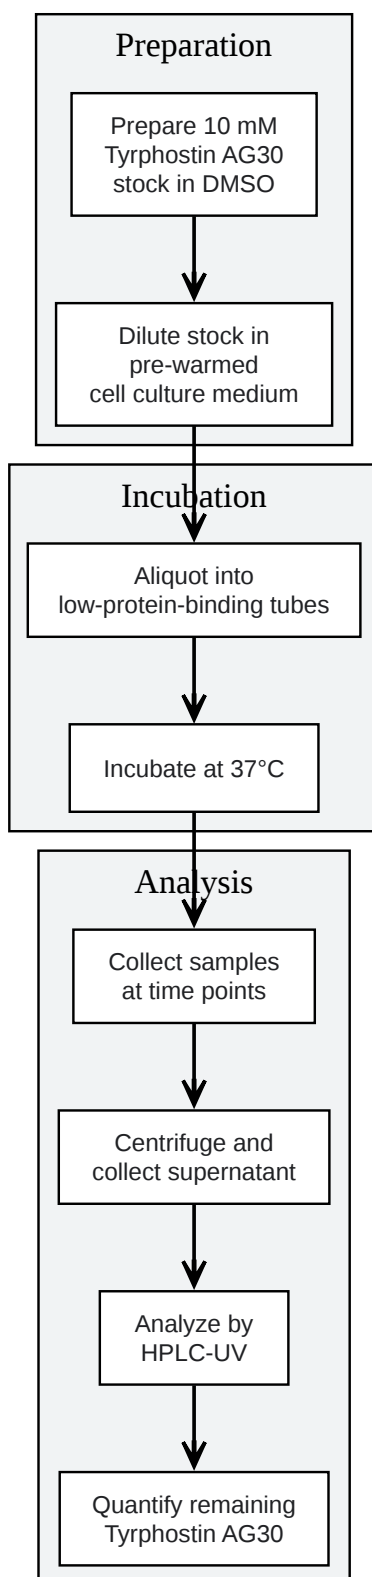 Preparation
Prepare 10 mM
Tyrphostin AG30
stock in DMSO
Dilute stock in
pre-warmed
cell culture medium
Incubation
Aliquot into
low-protein-binding tubes
Incubate at 37°C
Analysis
Collect samples
at time points
Centrifuge and
collect supernatant
Analyze by
HPLC-UV
Quantify remaining
Tyrphostin AG30